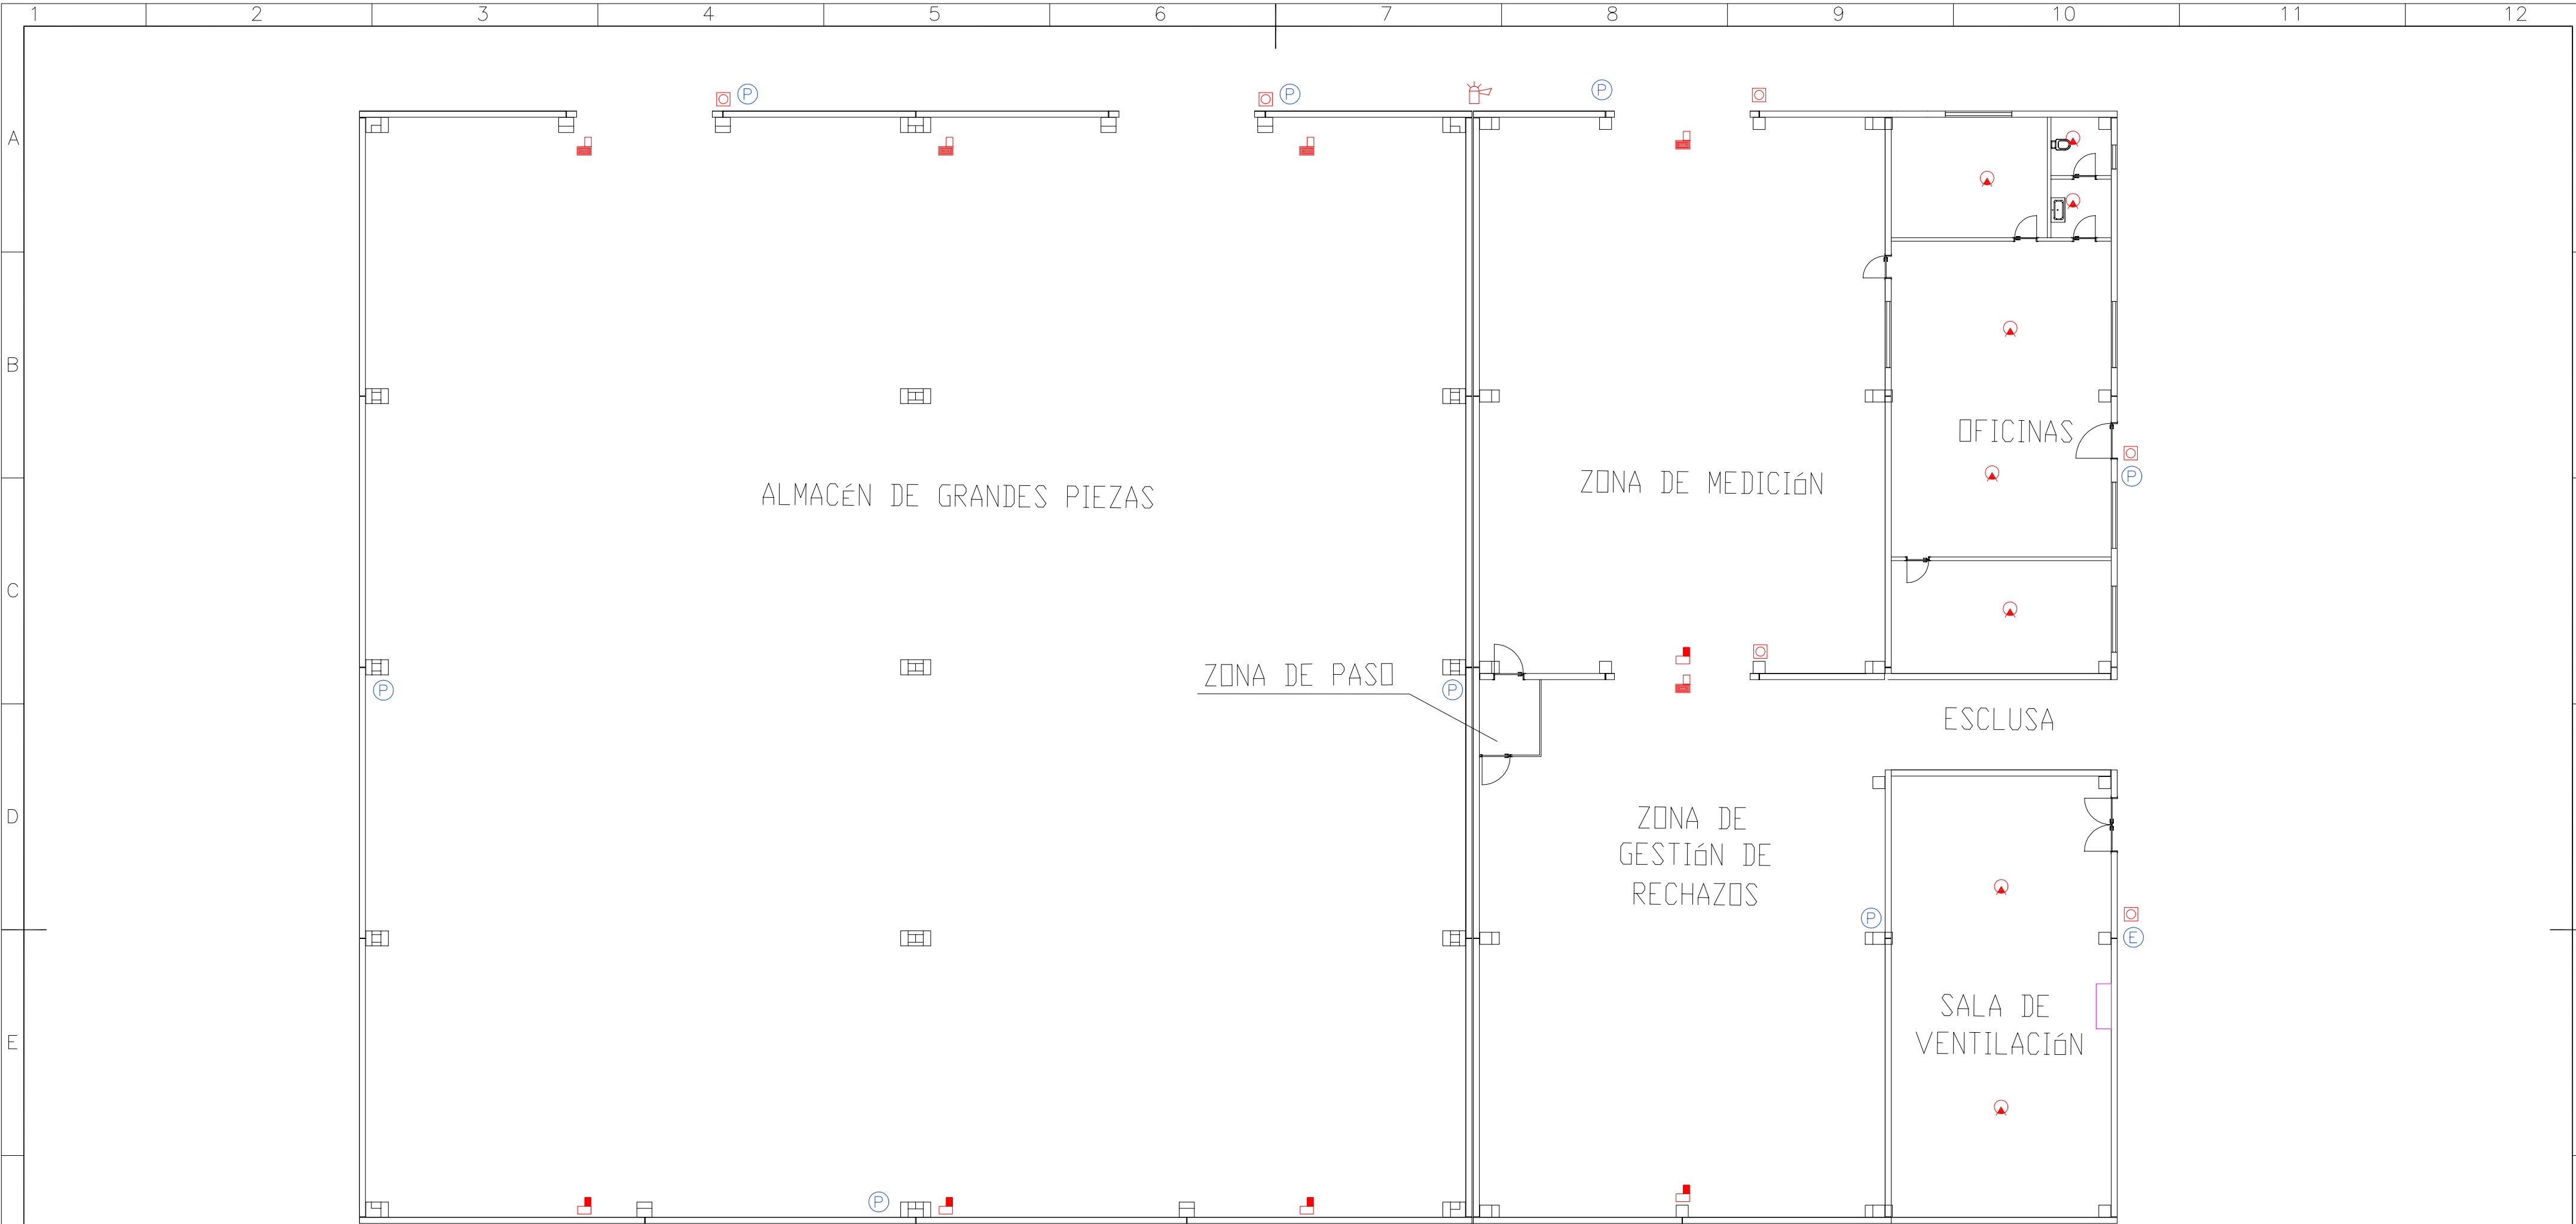 1 2 3 4 5 6 7 8 9 10 11 12
P P P
A
B
OFICINAS
P
ALMACéN DE GRANDES PIEZAS
ZONA DE MEDICIóN
C
ZONA DE PASO
P P
ESCLUSA
D
ZONA DE
GESTIóN DE
RECHAZOS
P
E
SALA DE
VENTILACIóN
E
P